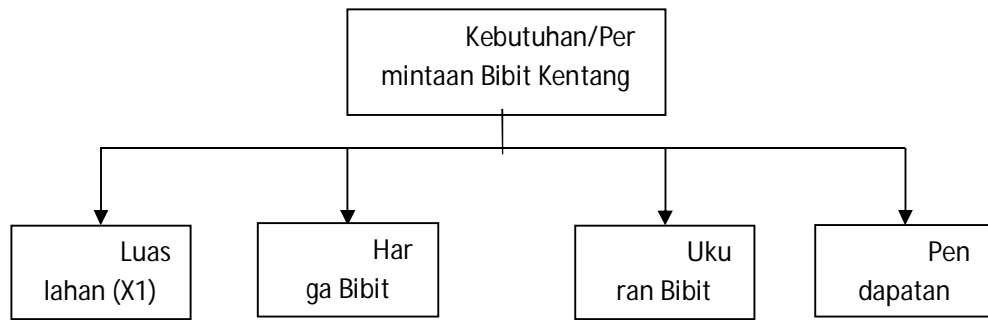 Kebutuhan/Per
mintaan Bibit Kentang
Luas
lahan (X1)
Har
ga Bibit
Uku
ran Bibit
Pen
dapatan